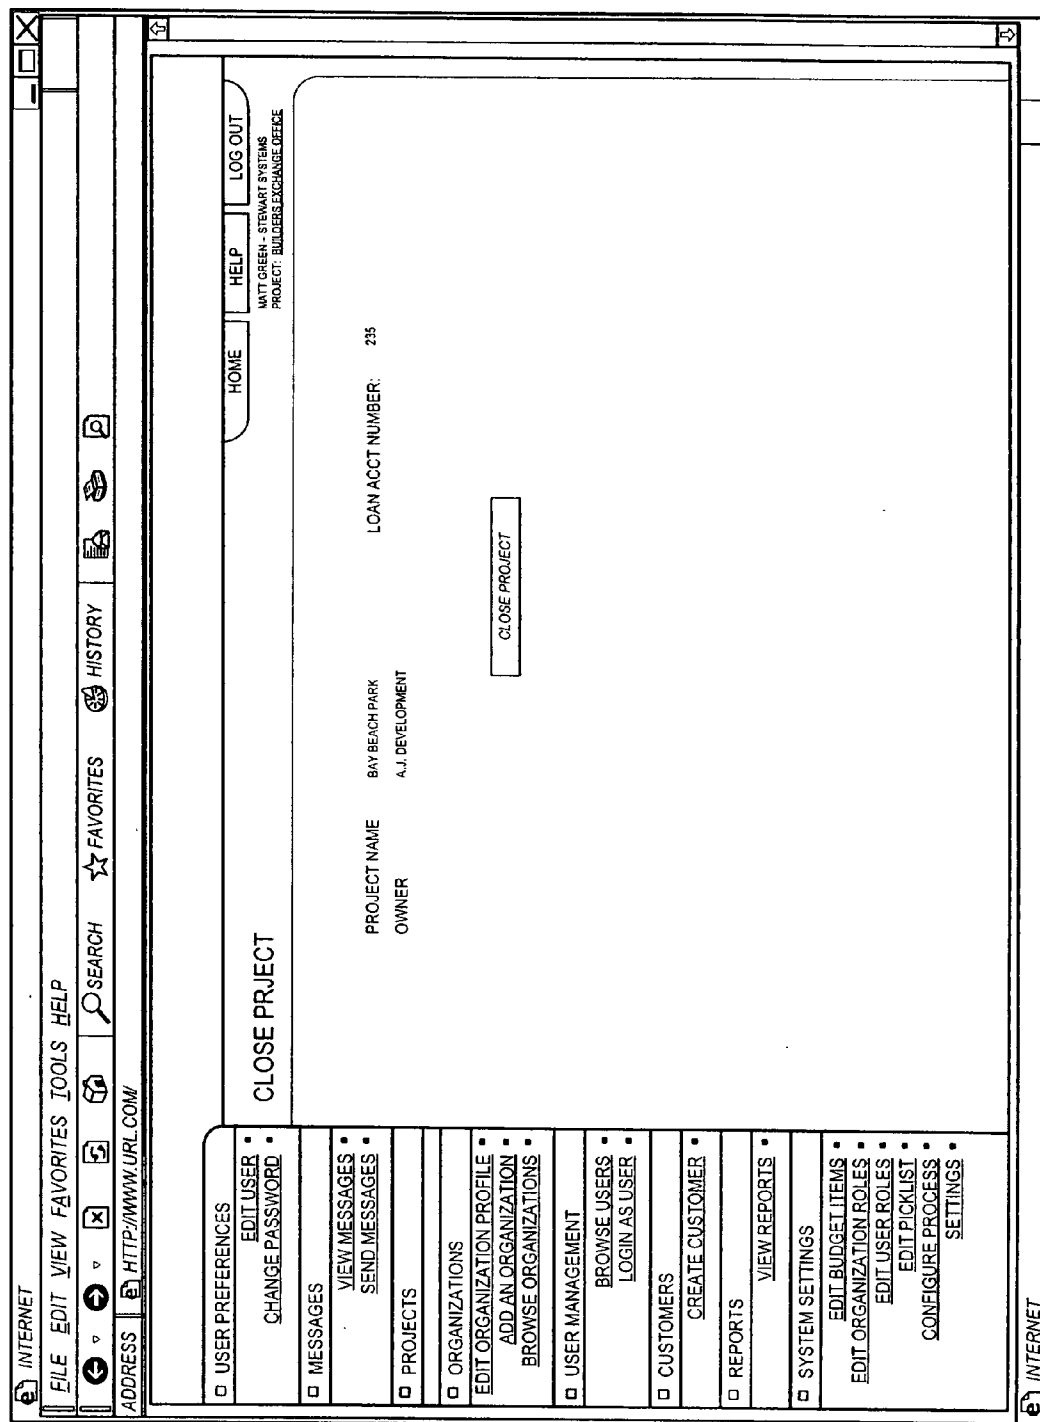 INTERNET
FILE EDIT VIEW FAVORITES TOOLS HELP
SEARCH FAVORITES HISTORY
ADDRESS HTTP://WWW.URL.COM/
HOME HELP LOG OUT
MATT GREEN - STEWART SYSTEMS
PROJECT: BUILDERS EXCHANGE OFFICE
USER PREFERENCES
EDIT USER
CHANGE PASSWORD
MESSAGES
VIEW MESSAGES
SEND MESSAGES
PROJECTS
ORGANIZATIONS
EDIT ORGANIZATION PROFILE
ADD AN ORGANIZATION
BROWSE ORGANIZATIONS
USER MANAGEMENT
BROWSE USERS
LOGIN AS USER
CUSTOMERS
CREATE CUSTOMER
REPORTS
VIEW REPORTS
SYSTEM SETTINGS
EDIT BUDGET ITEMS
EDIT ORGANIZATION ROLES
EDIT USER ROLES
EDIT PICKLIST
CONFIGURE PROCESS
SETTINGS
CLOSE PRJECT
PROJECT NAME BAY BEACH PARK LOAN ACCT NUMBER: 235
OWNER A.J. DEVELOPMENT
CLOSE PROJECT
INTERNET